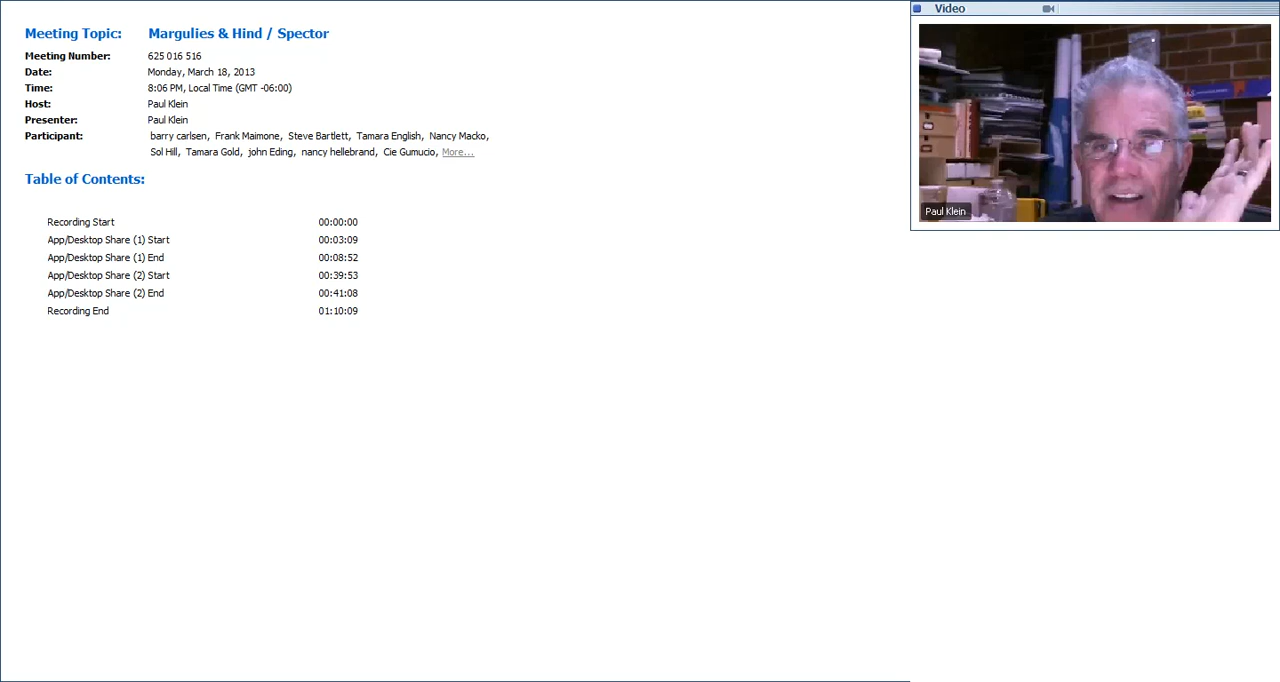 Meeting Topic: Margulies & Hind / Spector
Meeting Number: 625 016 516
Date: Monday, March 18, 2013
Time: 8:06 PM, Local Time (GMT -06:00)
Host: Paul Klein
Presenter: Paul Klein
Participant: barry carlsen, Frank Maimone, Steve Bartlett, Tamara English, Nancy Macko,
Sol Hill, Tamara Gold, john Eding, nancy hellebrand, Cie Gumucio, More...
Table of Contents:
Recording Start 00:00:00
App/Desktop Share (1) Start 00:03:09
App/Desktop Share (1) End 00:08:52
App/Desktop Share (2) Start 00:39:53
App/Desktop Share (2) End 00:41:08
Recording End 01:10:09
Video
Paul Klein